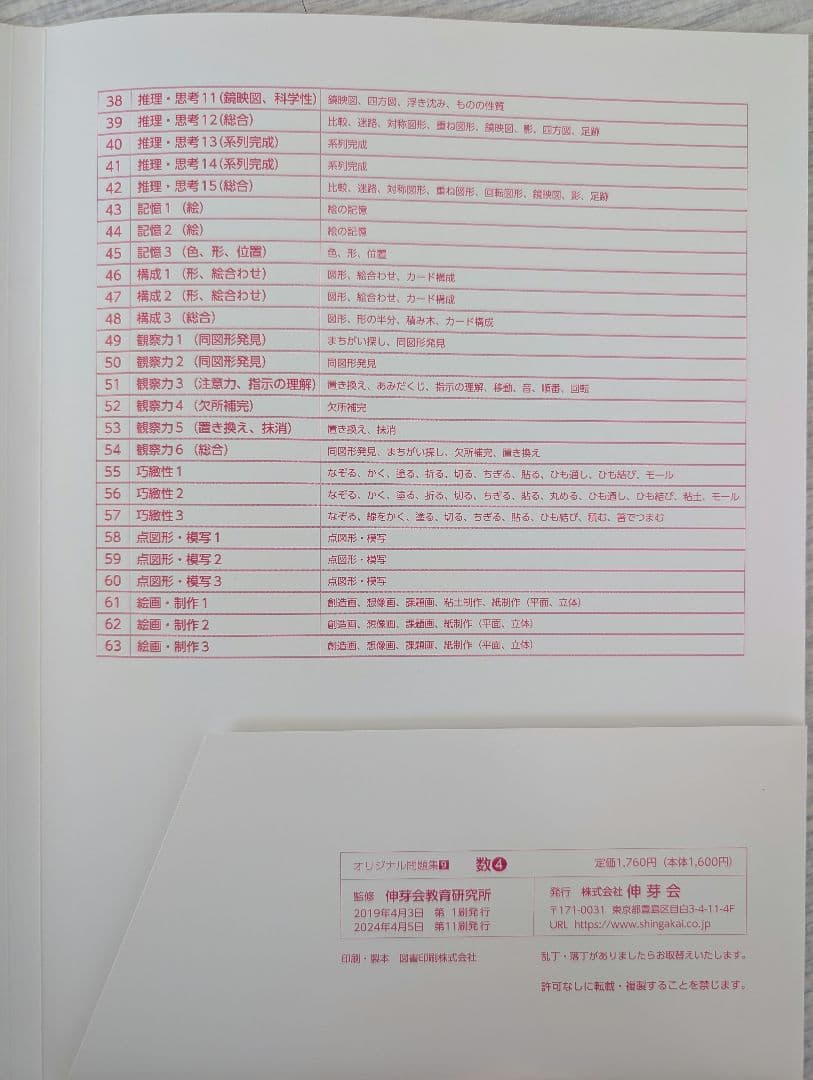 38 推理・思考11（鏡映図、科学性） 鏡映図、四方図、浮き沈み、ものの性質
39 推理・思考12（総合） 比較、迷路、対称図形、重ね図形、鏡映図、影、四方図、足跡
40 推理・思考13（系列完成） 系列完成
41 推理・思考14（系列完成） 系列完成
42 推理・思考15（総合） 比較、迷路、対称図形、重ね図形、回転図形、鏡映図、影、足跡
43 記憶1（絵） 絵の記憶
44 記憶2（絵） 絵の記憶
45 記憶3（色、形、位置） 色、形、位置
46 構成1（形、絵合わせ） 図形、絵合わせ、カード構成
47 構成2（形、絵合わせ） 図形、絵合わせ、カード構成
48 構成3（総合） 図形、形の半分、積み木、カード構成
49 観察力1（同図形発見） まちがい探し、同図形発見
50 観察力2（同図形発見） 同図形発見
51 観察力3（注意力、指示の理解） 置き換え、あみだくじ、指示の理解、移動、音、順番、回転
52 観察力4（欠所補完） 欠所補完
53 観察力5（置き換え、抹消） 置き換え、抹消
54 観察力6（総合） 同図形発見、まちがい探し、欠所補完、置き換え
55 巧緻性1 なぞる、かく、塗る、折る、切る、ちぎる、貼る、ひも通し、ひも結び、モール
56 巧緻性2 なぞる、かく、塗る、折る、切る、ちぎる、貼る、丸める、ひも通し、ひも結び、粘土、モール
57 巧緻性3 なぞる、線をかく、塗る、切る、ちぎる、貼る、ひも結び、積む、箸でつまむ
58 点図形・模写1 点図形・模写
59 点図形・模写2 点図形・模写
60 点図形・模写3 点図形・模写
61 絵画・制作1 創造画、想像画、課題画、粘土制作、紙制作（平面、立体）
62 絵画・制作2 創造画、想像画、課題画、紙制作（平面、立体）
63 絵画・制作3 創造画、想像画、課題画、紙制作（平面、立体）
オリジナル問題集9 数4 定価1,760円（本体1,600円）
監修 伸芽会教育研究所
2019年4月3日 第1刷発行
2024年4月5日 第11刷発行
発行 株式会社 伸芽会
〒171-0031 東京都豊島区目白3-4-11-4F
URL https://www.shingakai.co.jp
印刷・製本 図書印刷株式会社
乱丁・落丁がありましたらお取替えいたします。
許可なしに転載・複製することを禁じます。